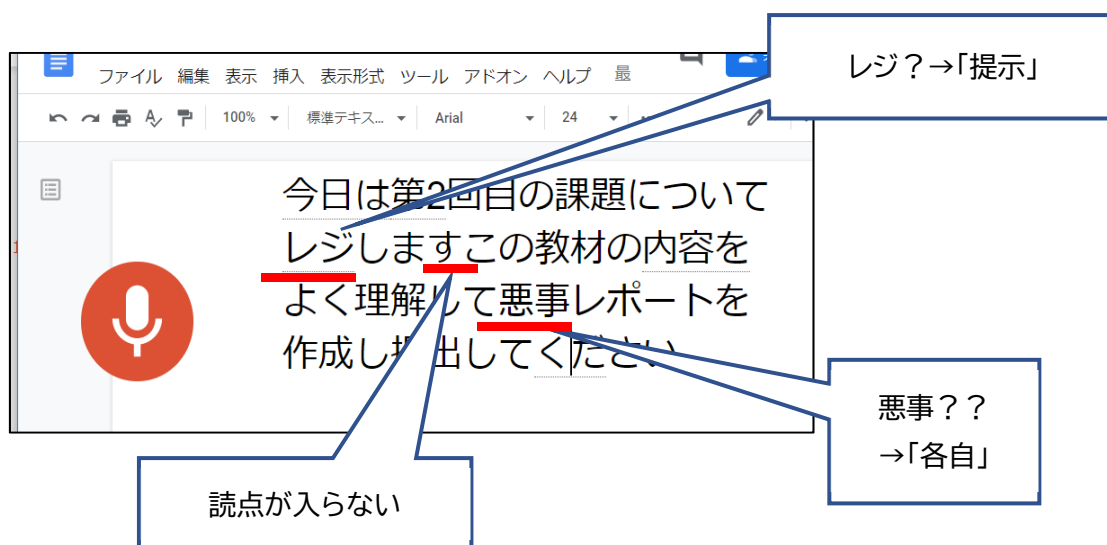 レジ?→「提示」
ファイル 編集 表示 挿入 表示形式 ツール アドオン ヘルプ 最
100% 標準テキス... Arial 24
今日は第2回目の課題について
レジしますこの教材の内容を
よく理解して悪事レポートを
作成し提出してください
悪事??
→「各自」
読点が入らない